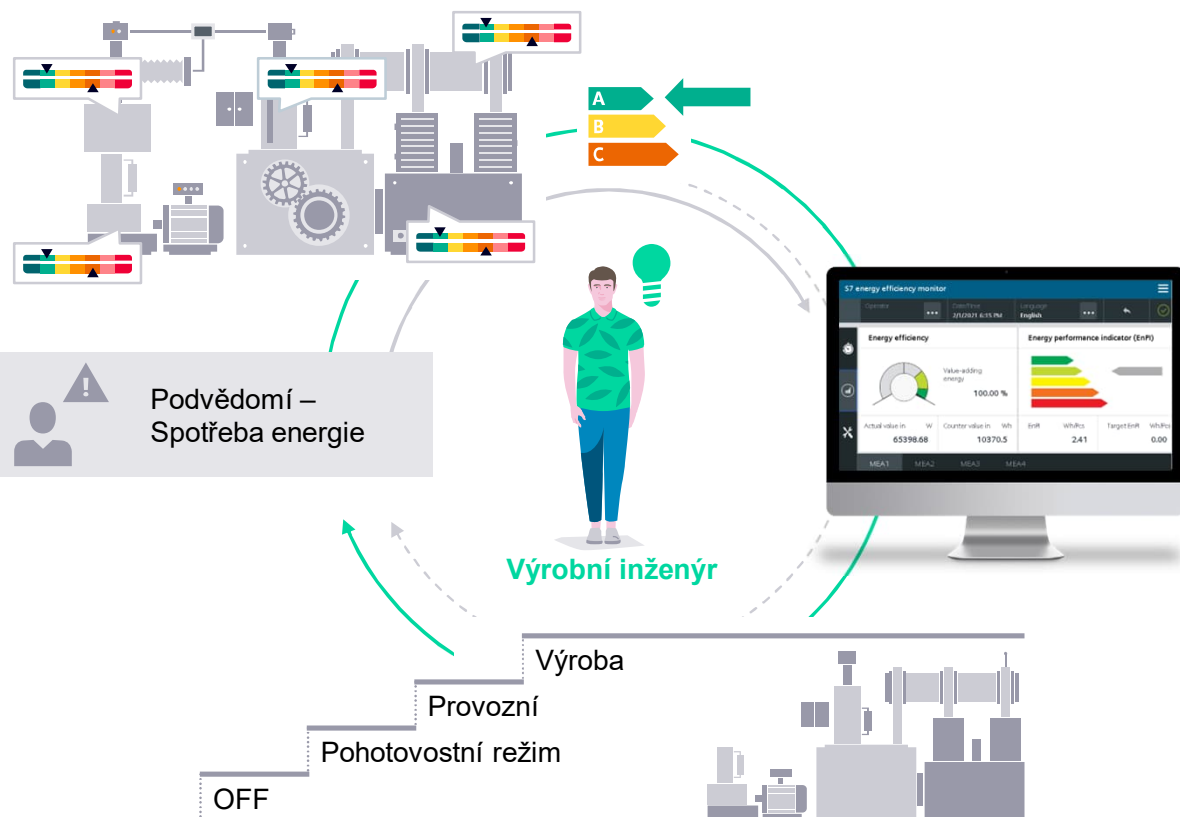 A
B
C
S7 energy efficiency monitor
Operator
Date/Time
2/1/2021 6:15 PM
Language
English
Energy efficiency
Energy performance indicator (EnPI)
Value-adding
energy
100.00 %
Actual value in W
65398.68
Counter value in Wh
10370.5
EnPI Wh/Pcs
2.41
Target EnPI Wh/Pcs
0.00
MEA1 MEA2 MEA3 MEA4
Podvědomí –
Spotřeba energie
Výrobní inženýr
Výroba
Provozní
Pohotovostní režim
OFF